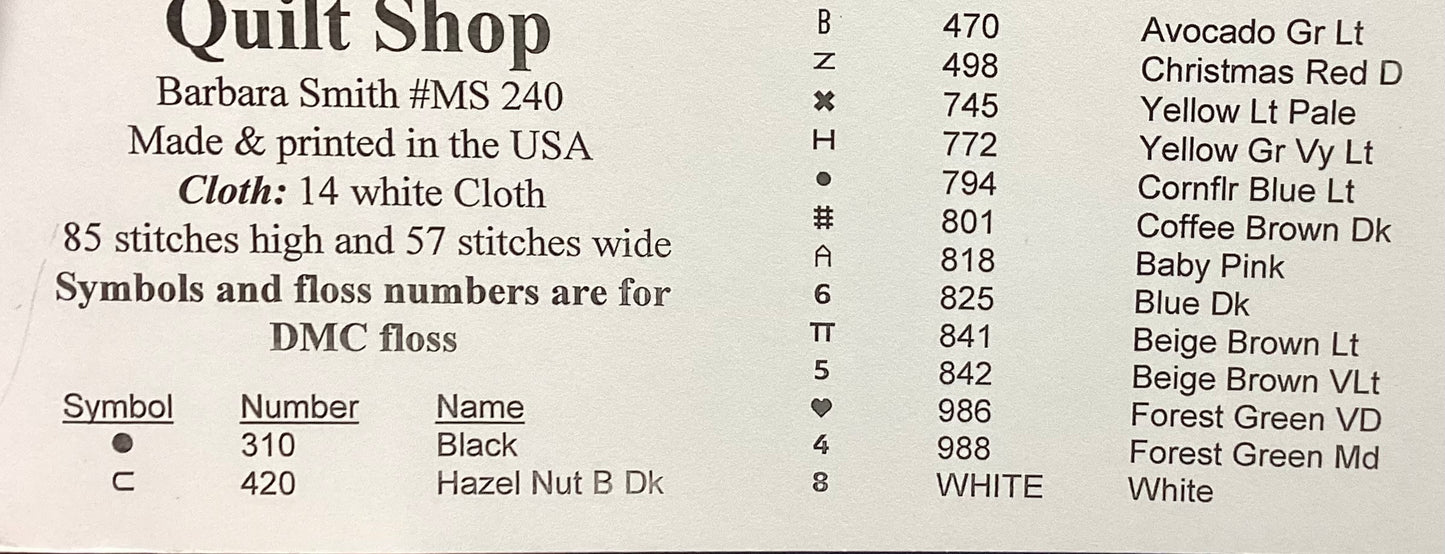 Quilt Shop
Barbara Smith #MS 240
Made & printed in the USA
Cloth: 14 white Cloth
85 stitches high and 57 stitches wide
Symbols and floss numbers are for
DMC floss
Symbol Number Name
● 310 Black
⊂ 420 Hazel Nut B Dk
B 470 Avocado Gr Lt
Z 498 Christmas Red D
✖ 745 Yellow Lt Pale
H 772 Yellow Gr Vy Lt
● 794 Cornflr Blue Lt
# 801 Coffee Brown Dk
A 818 Baby Pink
6 825 Blue Dk
π 841 Beige Brown Lt
5 842 Beige Brown VLt
♥ 986 Forest Green VD
4 988 Forest Green Md
8 WHITE White